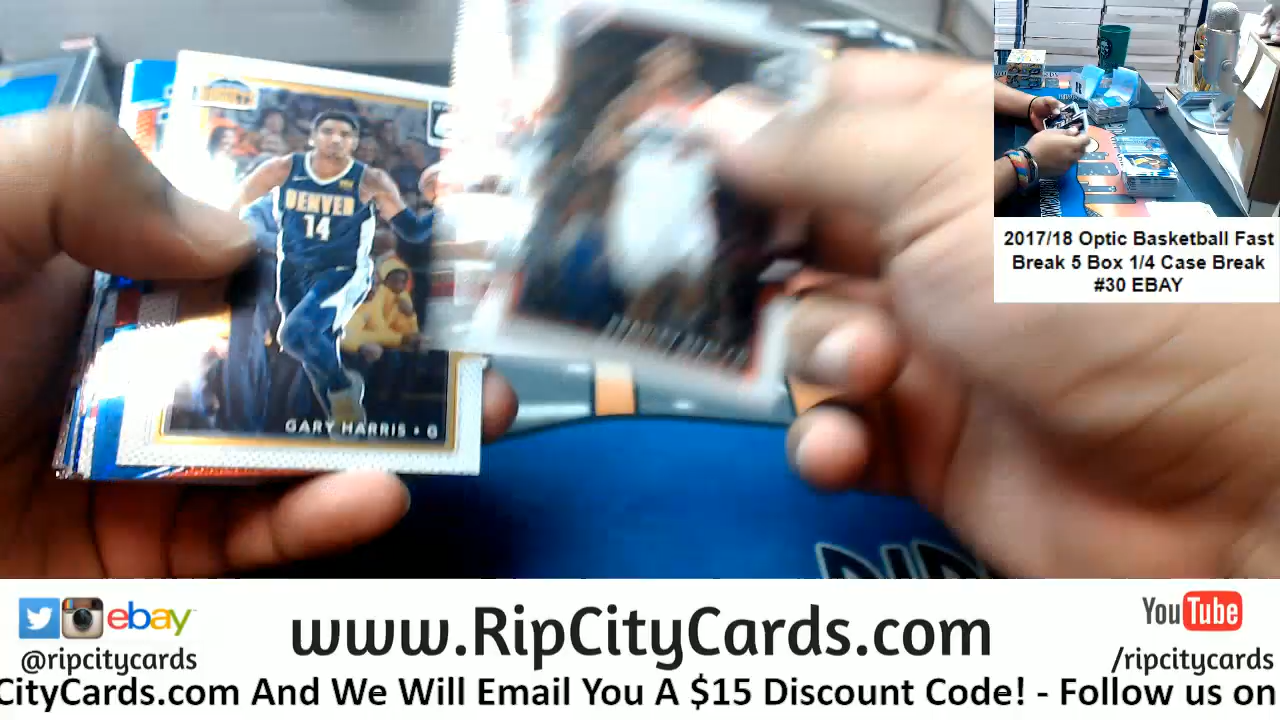 DENVER
14
GARY HARRIS • G
2017/18 Optic Basketball Fast
Break 5 Box 1/4 Case Break
#30 EBAY
ebay
@ripcitycards
www.RipCityCards.com
YouTube
/ripcitycards
CityCards.com And We Will Email You A $15 Discount Code! - Follow us on